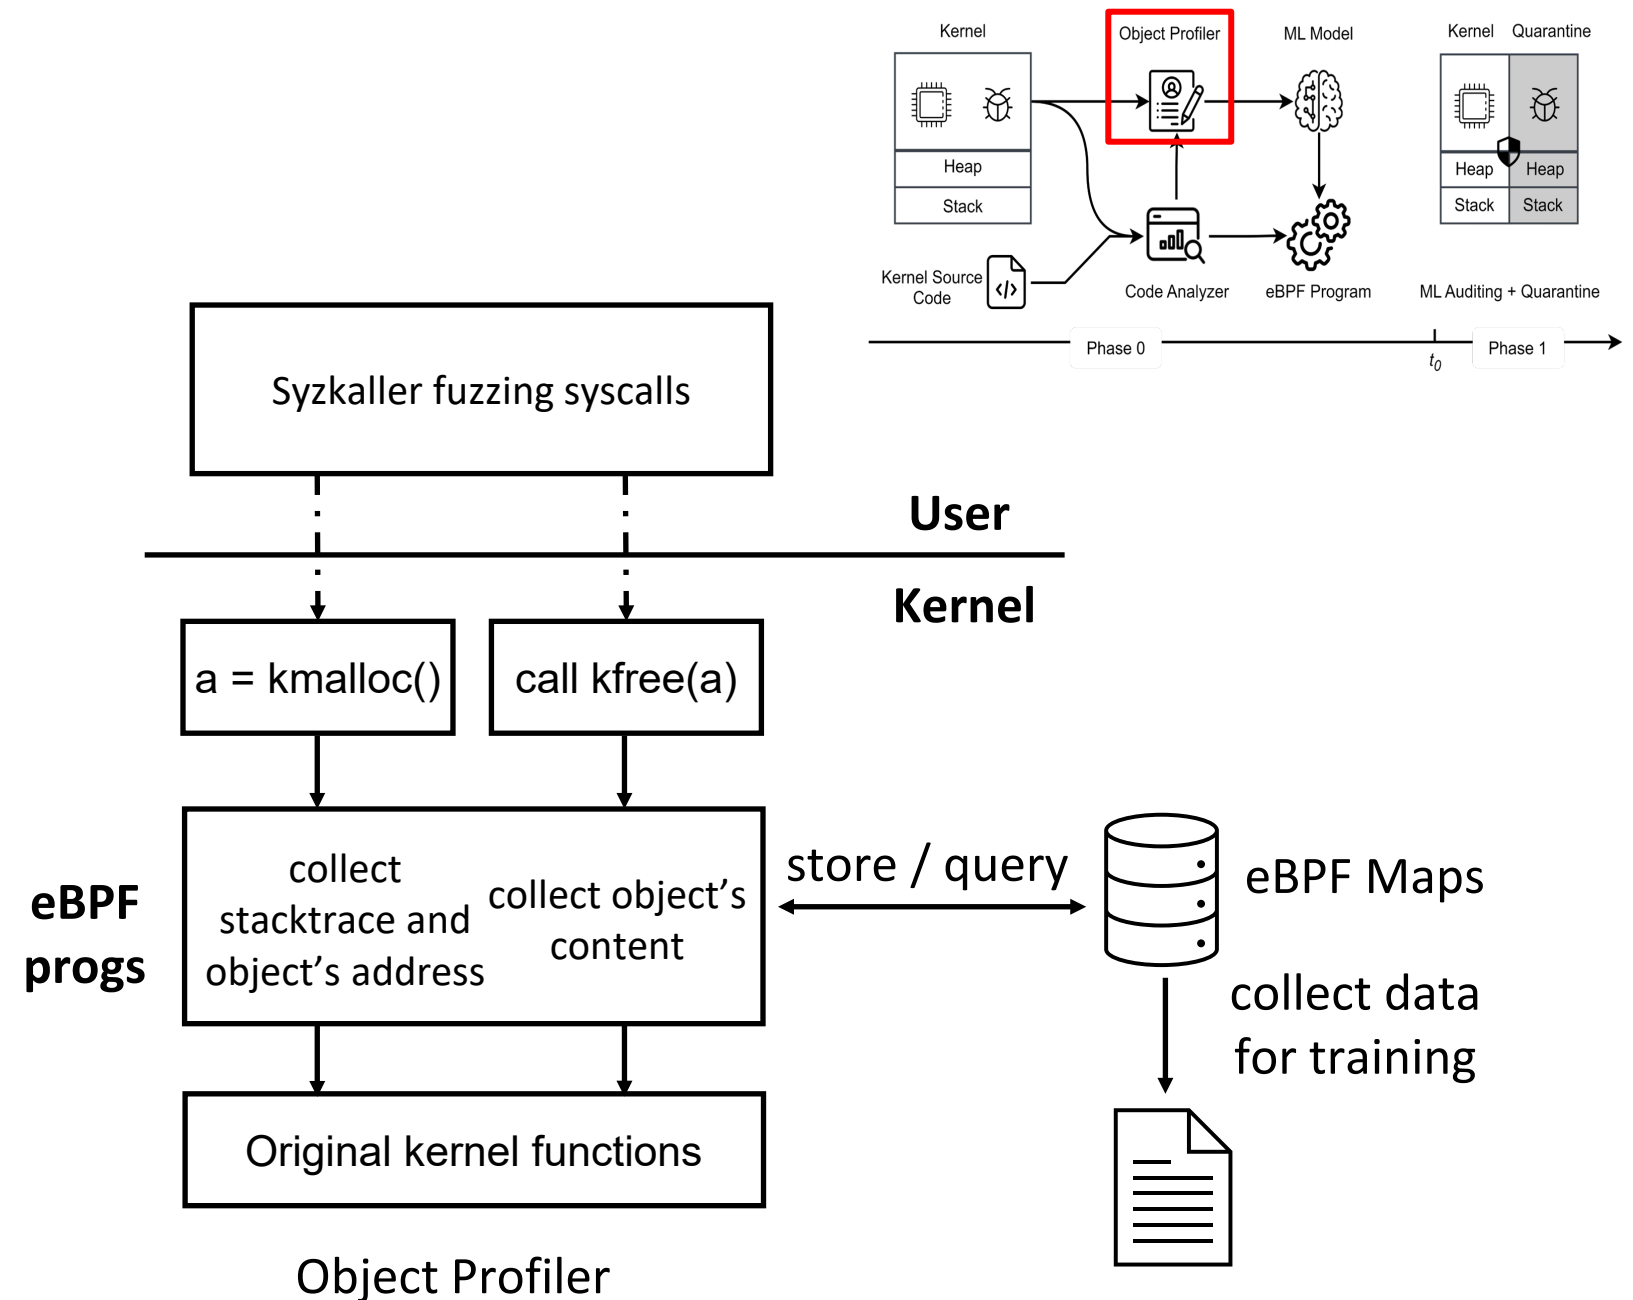 Kernel
Object Profiler
ML Model
Kernel
Quarantine
Heap
Stack
Heap
Heap
Stack
Stack
Kernel Source
Code
</>
Code Analyzer
eBPF Program
ML Auditing + Quarantine
Phase 0
t0
Phase 1
Syzkaller fuzzing syscalls
User
Kernel
a = kmalloc()
call kfree(a)
eBPF
progs
collect
stacktrace and
object’s address
collect object’s
content
store / query
eBPF Maps
collect data
for training
Original kernel functions
Object Profiler